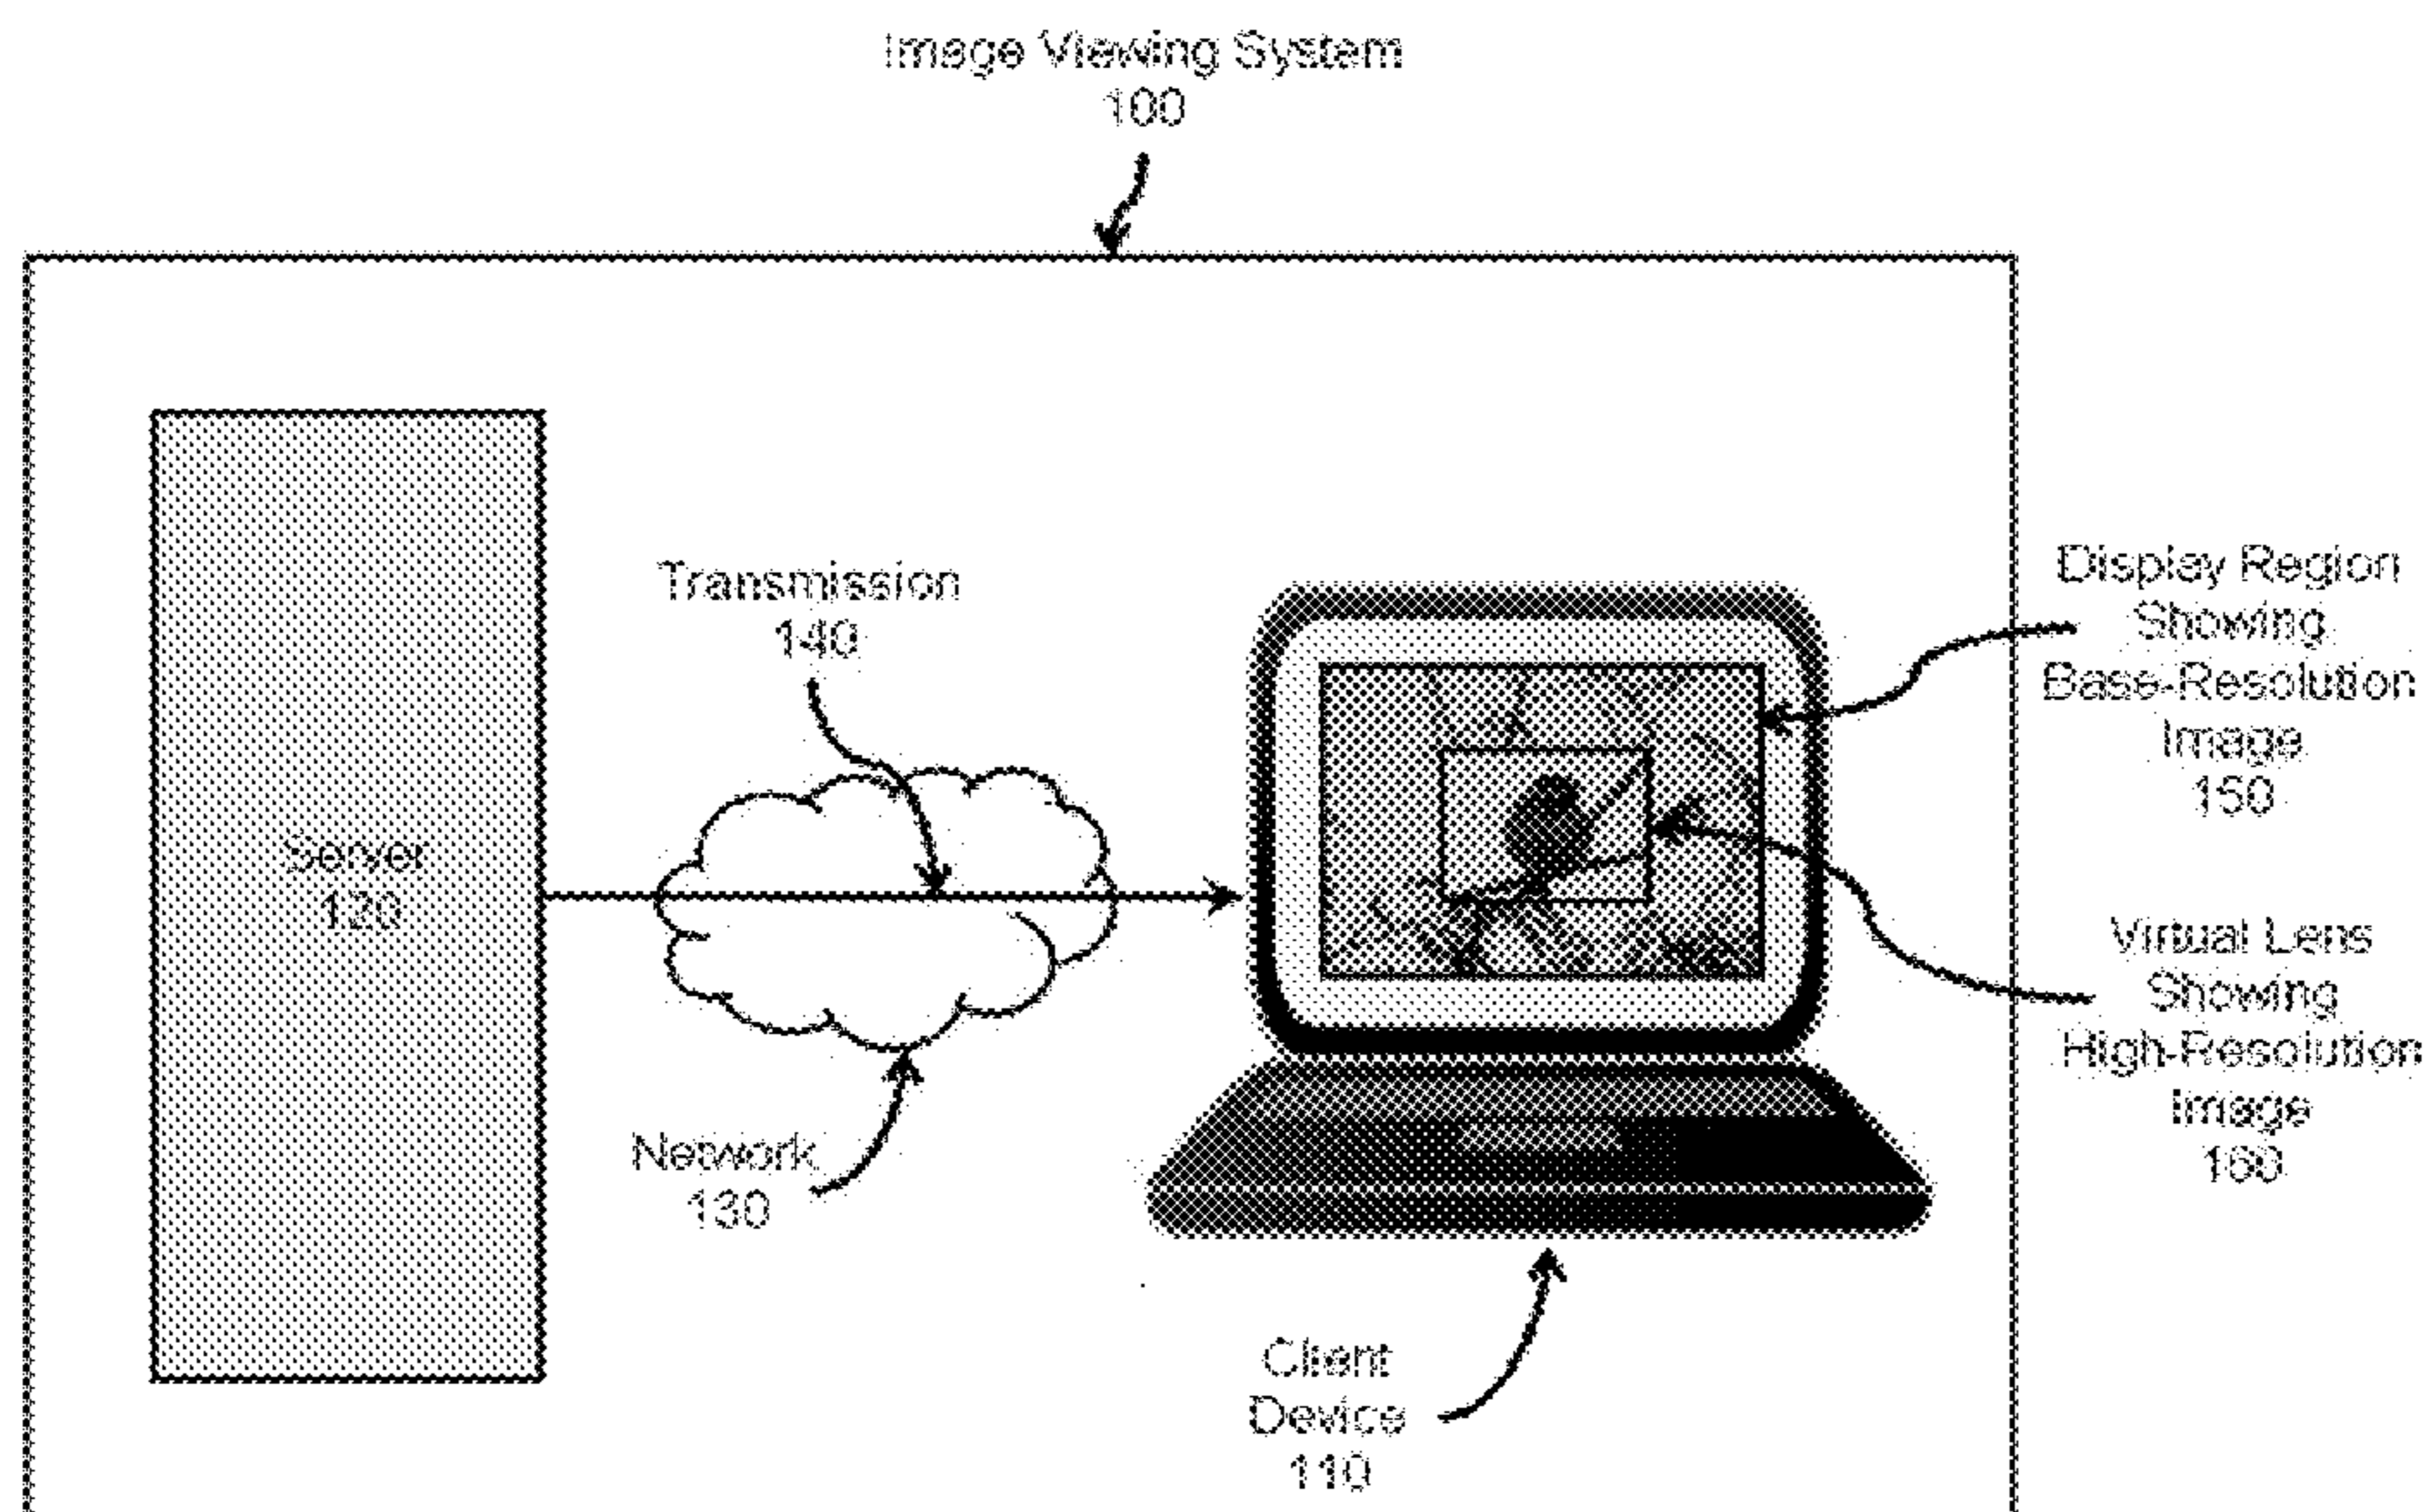 Image Viewing System
100
Transmission
140
Server
120
Network
130
Client
Device
110
Display Region
Showing
Base-Resolution
Image
150
Virtual Lens
Showing
High-Resolution
Image
160